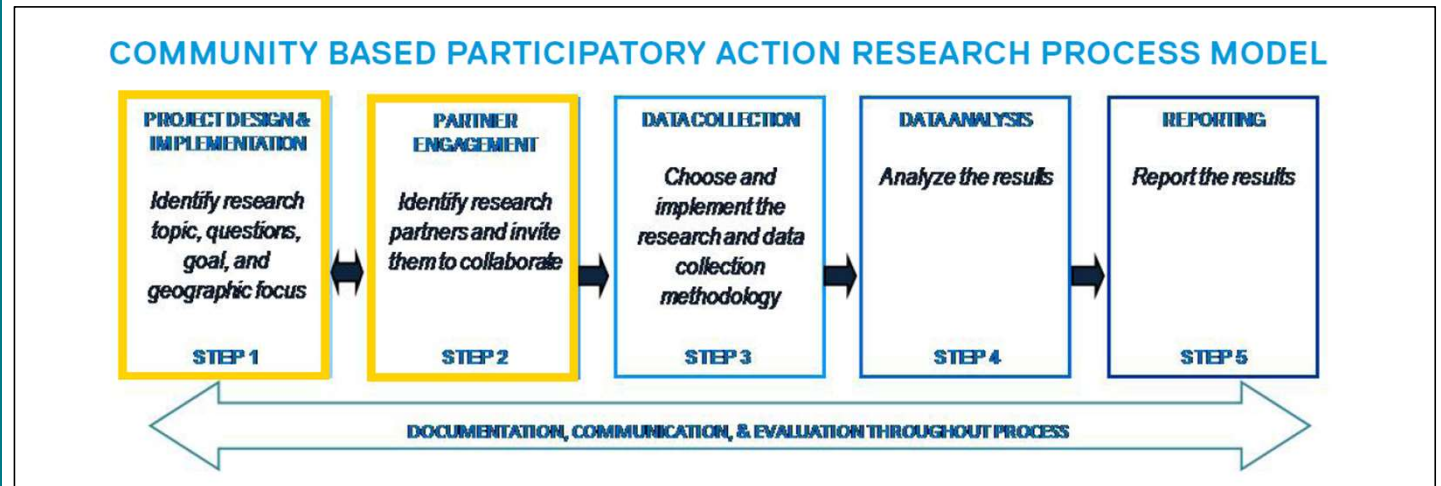 COMMUNITY BASED PARTICIPATORY ACTION RESEARCH PROCESS MODEL
PROJECT DESIGN &
IMPLEMENTATION
Identify research
topic, questions,
goal, and
geographic focus
STEP 1
PARTNER
ENGAGEMENT
Identify research
partners and invite
them to collaborate
STEP 2
DATA COLLECTION
Choose and
implement the
research and data
collection
methodology
STEP 3
DATA ANALYSIS
Analyze the results
STEP 4
REPORTING
Report the results
STEP 5
DOCUMENTATION, COMMUNICATION, & EVALUATION THROUGHOUT PROCESS